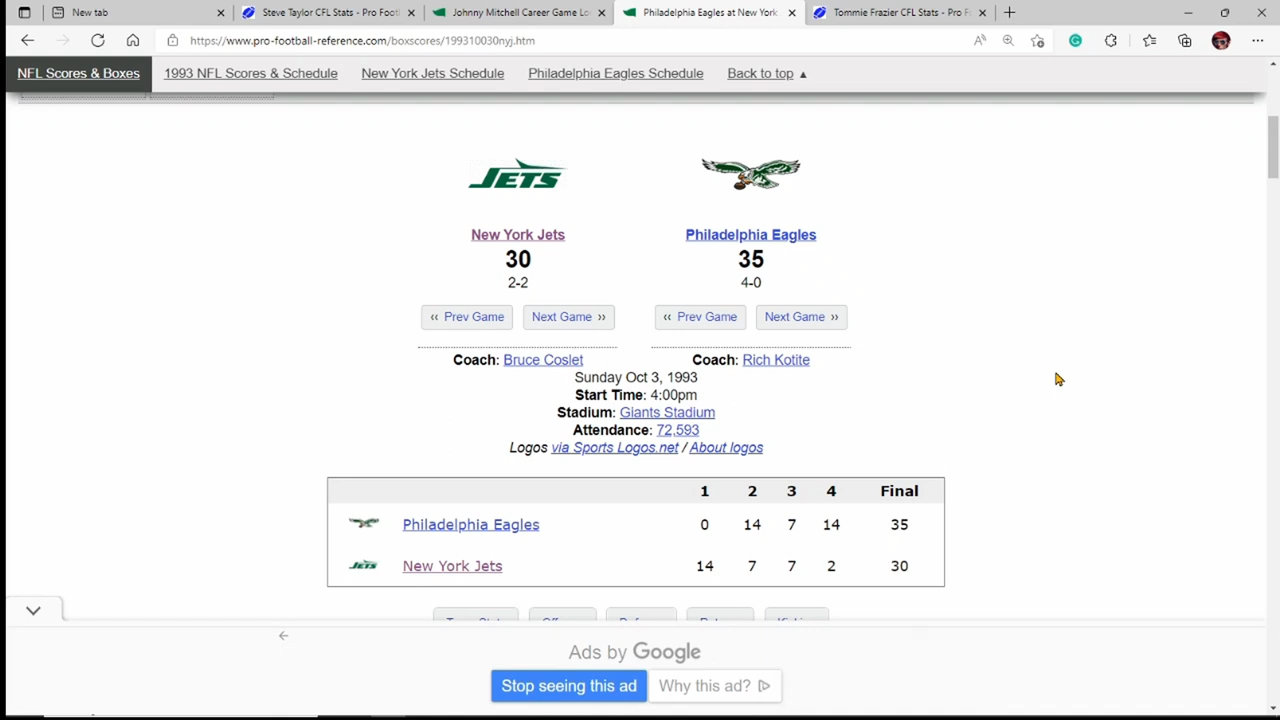 New tab
Steve Taylor CFL Stats - Pro Footl
Johnny Mitchell Career Game Lo
Philadelphia Eagles at New York
Tommie Frazier CFL Stats - Pro F
https://www.pro-football-reference.com/boxscores/199310030nyj.htm
NFL Scores & Boxes 1993 NFL Scores & Schedule New York Jets Schedule Philadelphia Eagles Schedule Back to top ▲
JETS
New York Jets Philadelphia Eagles
30 35
2-2 4-0
‹‹ Prev Game Next Game ›› ‹‹ Prev Game Next Game ››
Coach: Bruce Coslet Coach: Rich Kotite
Sunday Oct 3, 1993
Start Time: 4:00pm
Stadium: Giants Stadium
Attendance: 72,593
Logos via Sports Logos.net / About logos
1 2 3 4 Final
Philadelphia Eagles 0 14 7 14 35
JETS New York Jets 14 7 7 2 30
Ads by Google
Stop seeing this ad Why this ad?